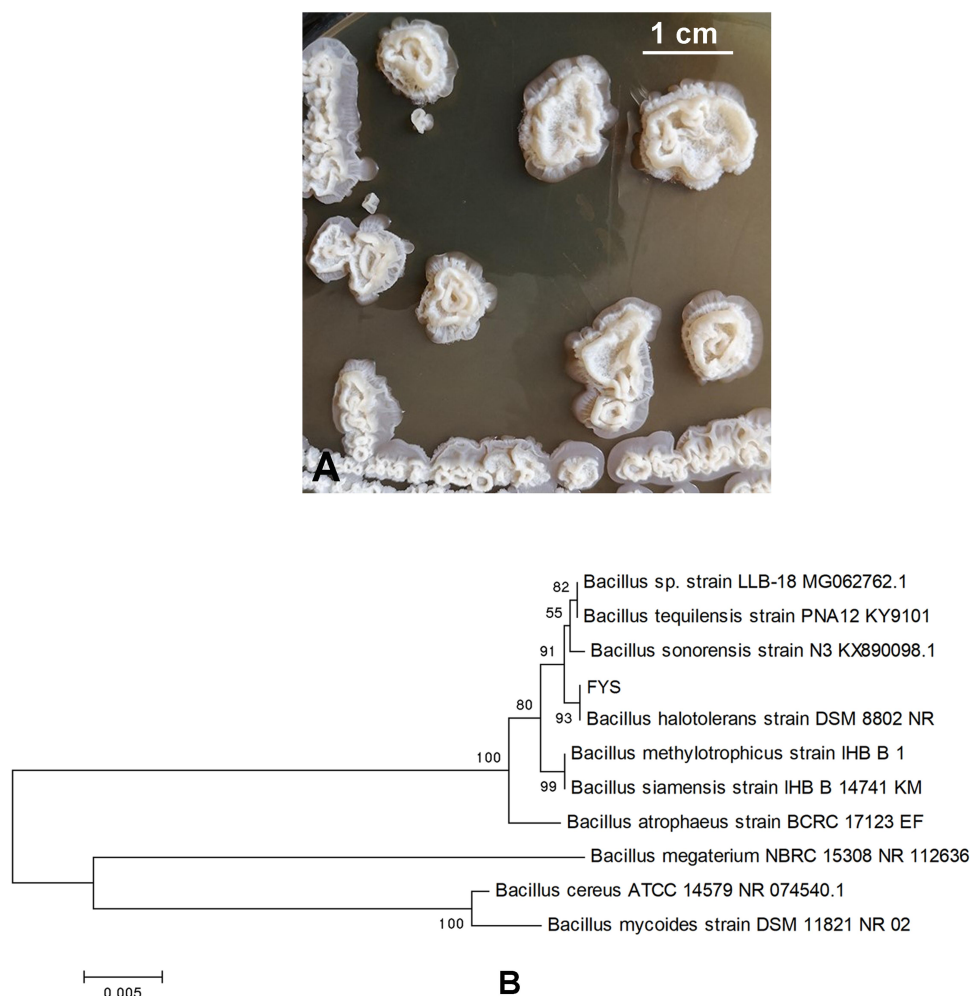 1 cm
A
82
Bacillus sp. strain LLB-18 MG062762.1
55
Bacillus tequilensis strain PNA12 KY9101
91
Bacillus sonorensis strain N3 KX890098.1
FYS
80
93
Bacillus halotolerans strain DSM 8802 NR
Bacillus methylotrophicus strain IHB B 1
100
99
Bacillus siamensis strain IHB B 14741 KM
Bacillus atrophaeus strain BCRC 17123 EF
Bacillus megaterium NBRC 15308 NR 112636
Bacillus cereus ATCC 14579 NR 074540.1
100
Bacillus mycoides strain DSM 11821 NR 02
0.005
B